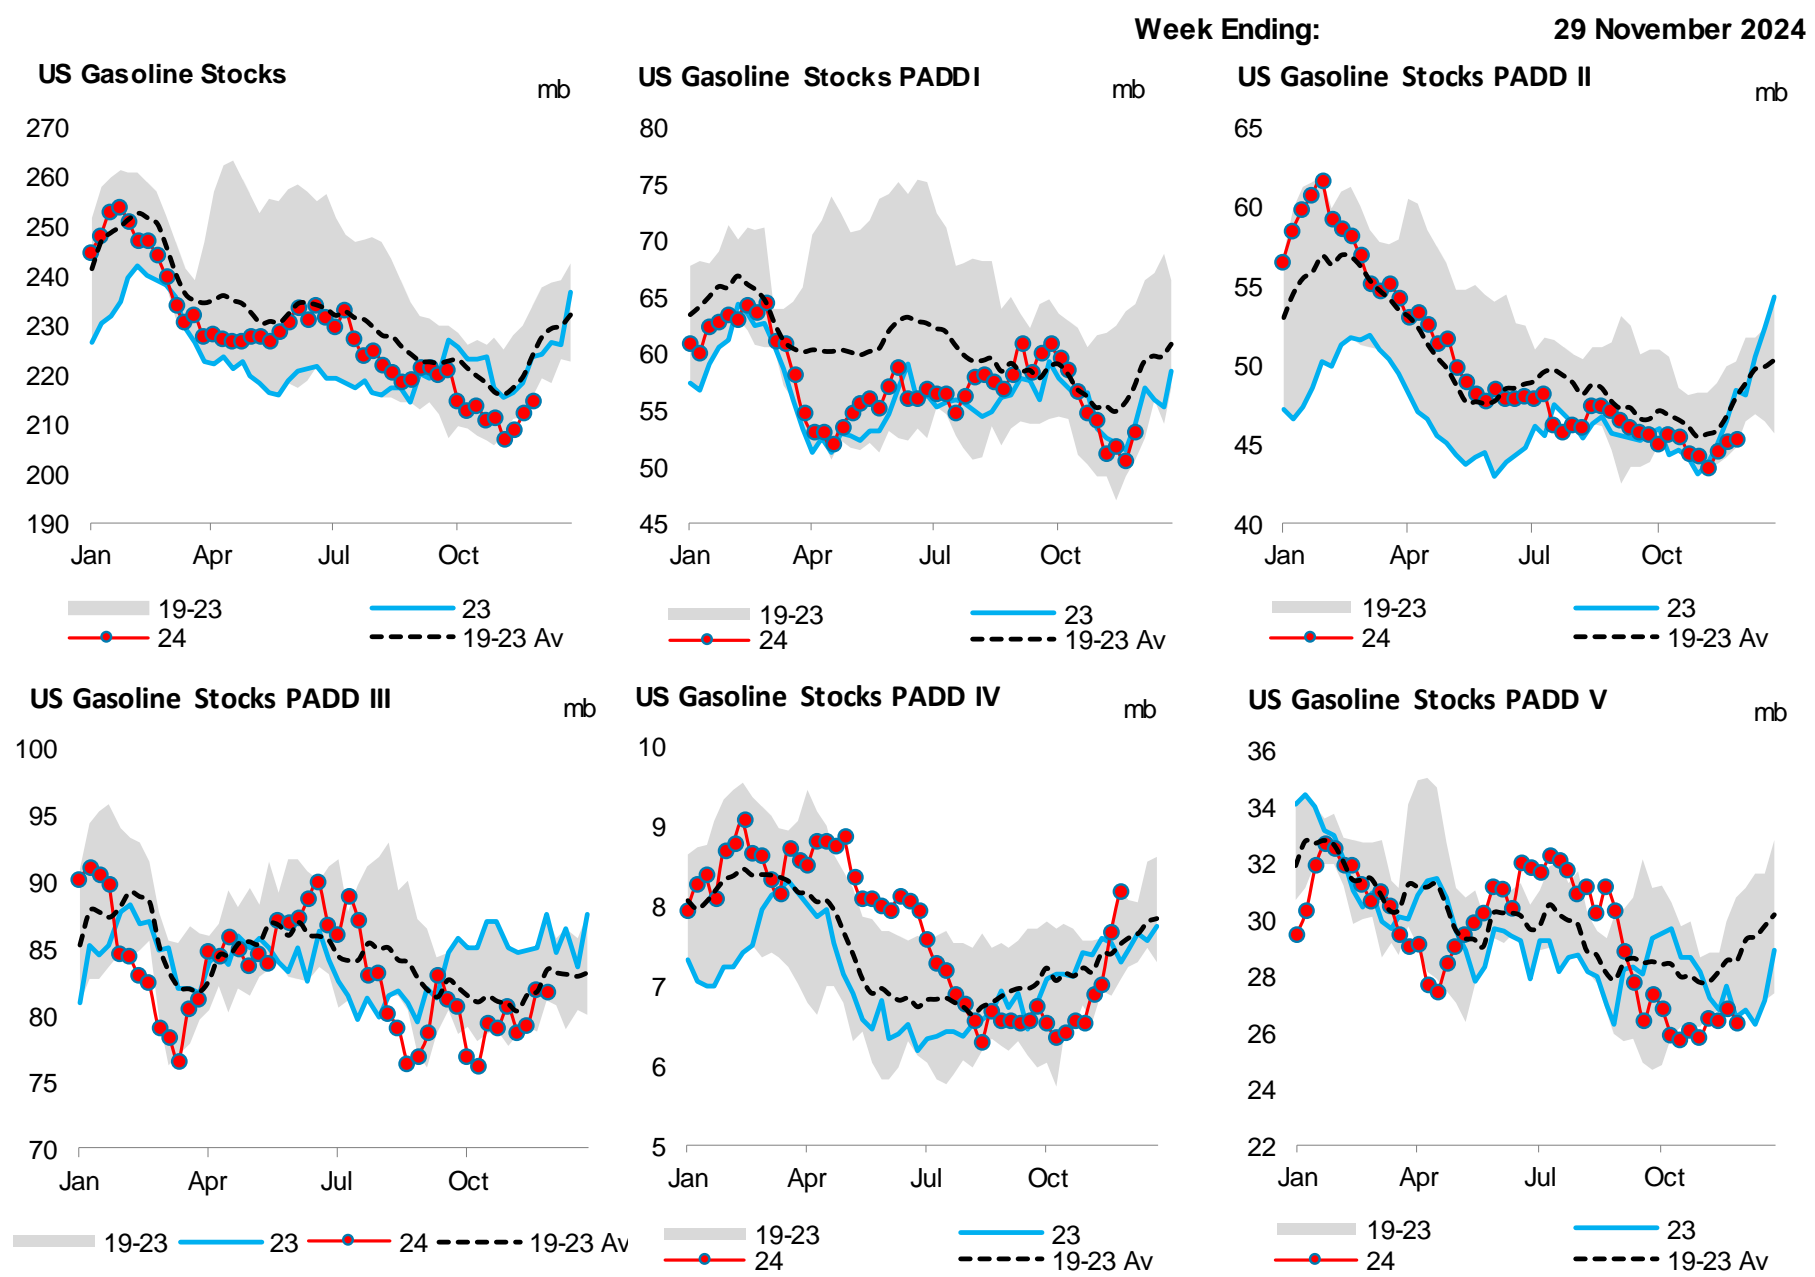 Week Ending: 29 November 2024
US Gasoline Stocks
mb
270
260
250
240
230
220
210
200
190
Jan Apr Jul Oct
19-23 23
24 19-23 Av
US Gasoline Stocks PADD I
mb
80
75
70
65
60
55
50
45
Jan Apr Jul Oct
19-23 23
24 19-23 Av
US Gasoline Stocks PADD II
mb
65
60
55
50
45
40
Jan Apr Jul Oct
19-23 23
24 19-23 Av
US Gasoline Stocks PADD III
mb
100
95
90
85
80
75
70
Jan Apr Jul Oct
19-23 23 24 19-23 Av
US Gasoline Stocks PADD IV
mb
10
9
8
7
6
5
Jan Apr Jul Oct
19-23 23
24 19-23 Av
US Gasoline Stocks PADD V
mb
36
34
32
30
28
26
24
22
Jan Apr Jul Oct
19-23 23
24 19-23 Av